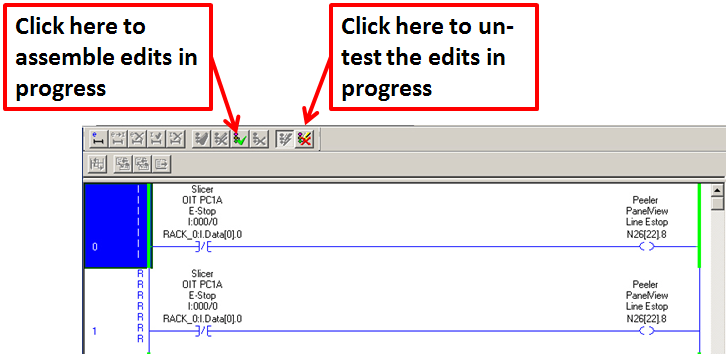 Click here to
assemble edits in
progress
Click here to un-
test the edits in
progress
Slicer
OIT PC1A
E-Stop
I:000/0
RACK_0:I.Data[0].0
Peeler
PanelView
Line Estop
N26[22].8
0
R
R
R
R
R
R
Slicer
OIT PC1A
E-Stop
I:000/0
RACK_0:I.Data[0].0
Peeler
PanelView
Line Estop
N26[22].8
1